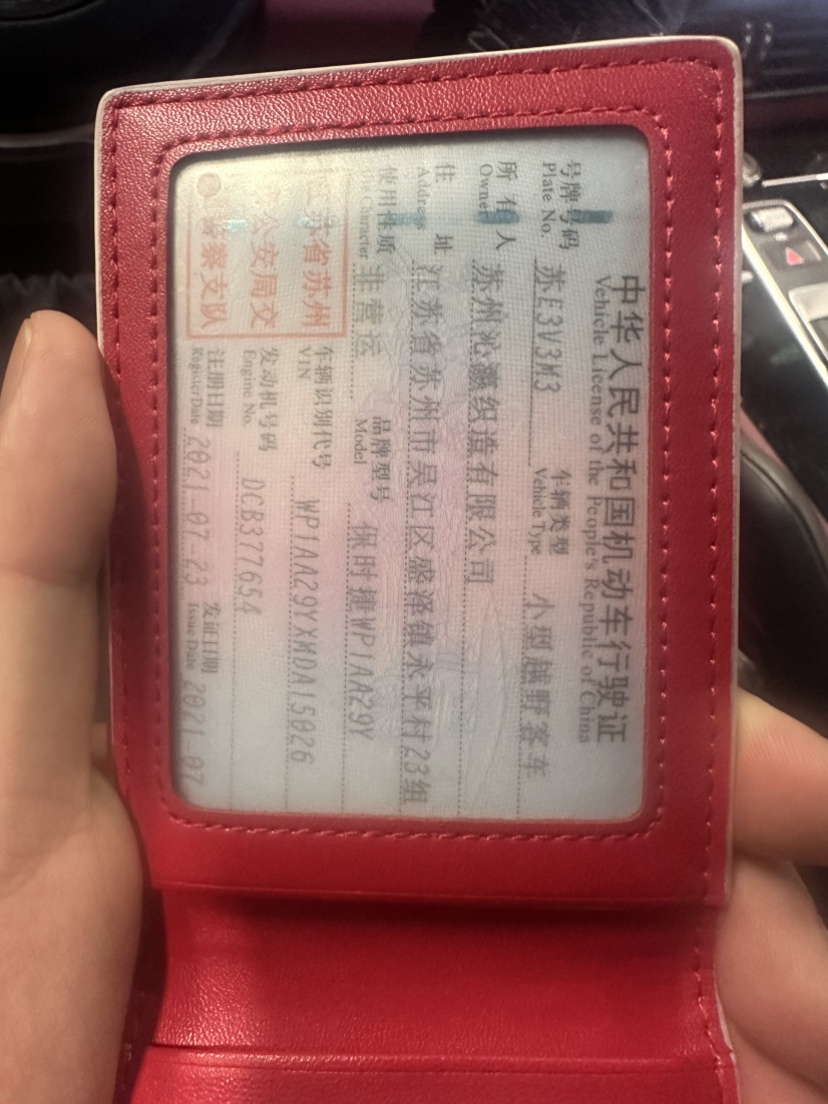 中华人民共和国机动车行驶证
Vehicle License of the People's Republic of China
号牌号码 苏E3V3M3 车辆类型 小型越野客车
Plate No. Vehicle Type
所有人 苏州沁瀛织造有限公司
Owner
住址 江苏省苏州市吴江区盛泽镇永平村23组
Address
使用性质 非营运 品牌型号 保时捷WP1AA29Y
Use Character Model
苏省苏州
公安局交
警察支队
车辆识别代号 WP1AA29YXMDA15026
VIN
发动机号码 DCB377654
Engine No.
注册日期 2021-07-23 发证日期 2021-07
Register Date Issue Date